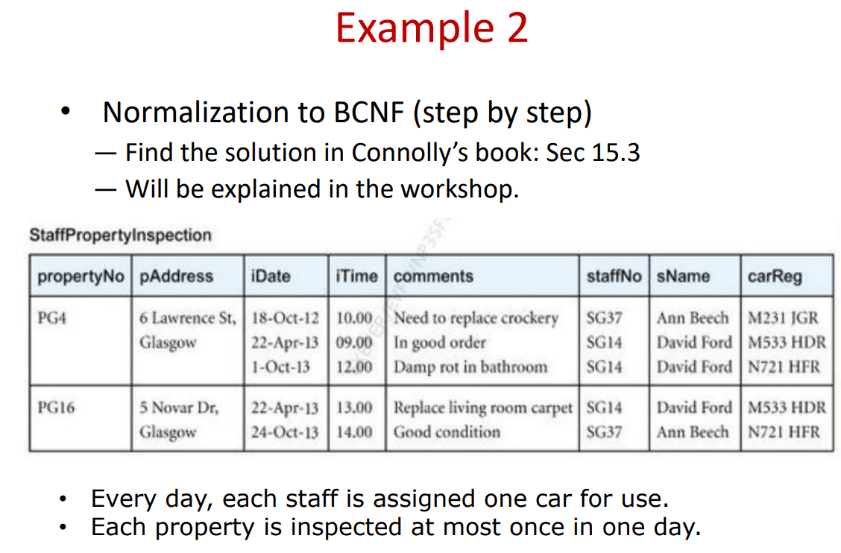 Example 2
• Normalization to BCNF (step by step)
— Find the solution in Connolly's book: Sec 15.3
— Will be explained in the workshop.
StaffPropertyInspection
propertyNo pAddress iDate iTime comments staffNo sName carReg
PG4 6 Lawrence St, 18-Oct-12 10.00 Need to replace crockery SG37 Ann Beech M231 JGR
Glasgow 22-Apr-13 09.00 In good order SG14 David Ford M533 HDR
1-Oct-13 12.00 Damp rot in bathroom SG14 David Ford N721 HFR
PG16 5 Novar Dr, 22-Apr-13 13.00 Replace living room carpet SG14 David Ford M533 HDR
Glasgow 24-Oct-13 14.00 Good condition SG37 Ann Beech N721 HFR
• Every day, each staff is assigned one car for use.
• Each property is inspected at most once in one day.